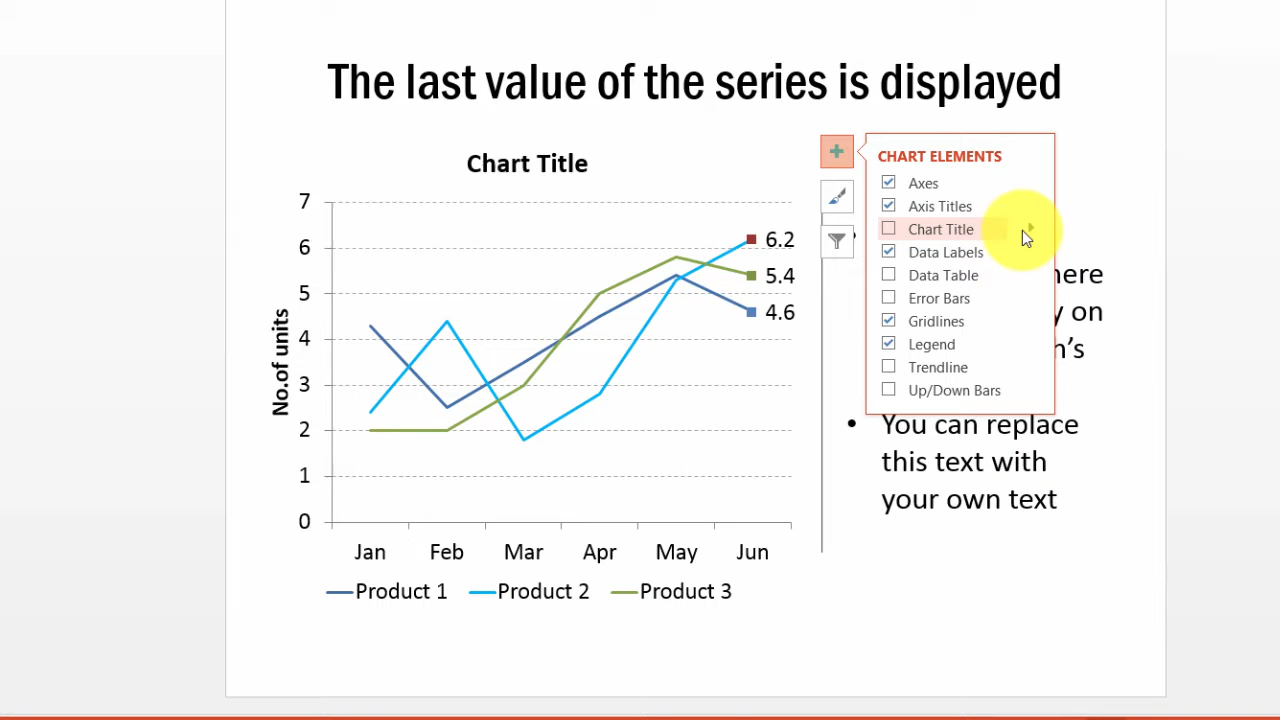 The last value of the series is displayed
Chart Title
7
6
5
4
3
2
1
0
No.of units
6.2
5.4
4.6
Jan Feb Mar Apr May Jun
Product 1 Product 2 Product 3
CHART ELEMENTS
Axes
Axis Titles
Chart Title
Data Labels
Data Table
Error Bars
Gridlines
Legend
Trendline
Up/Down Bars
on
• You can replace
this text with
your own text